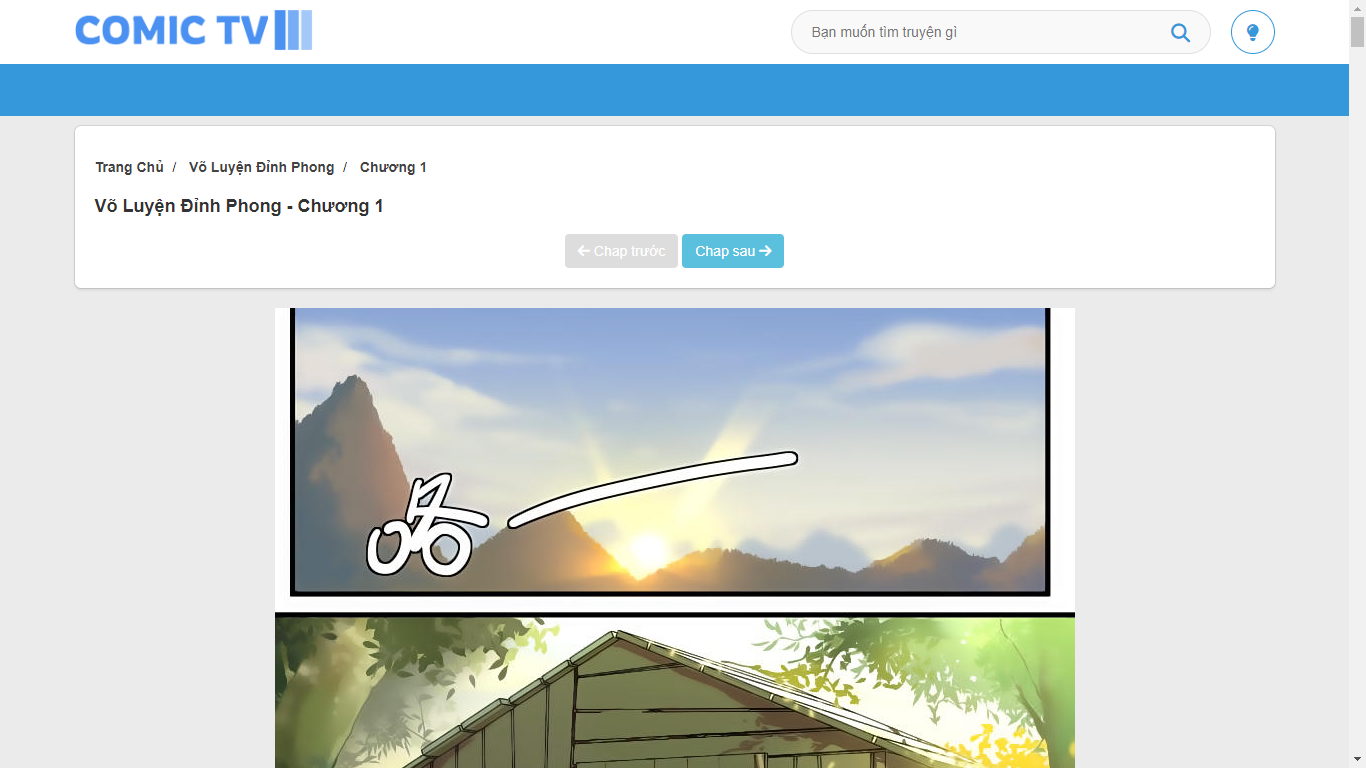 COMIC TV
Bạn muốn tìm truyện gì
Trang Chủ / Võ Luyện Đỉnh Phong / Chương 1
Võ Luyện Đỉnh Phong - Chương 1
Chap trước Chap sau